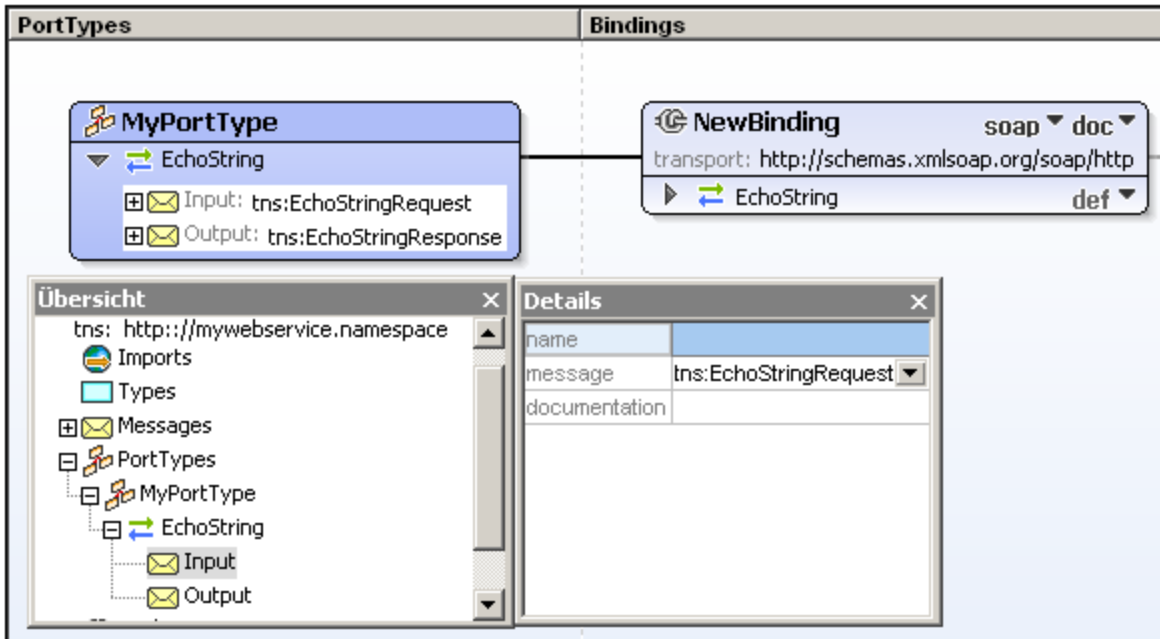 PortTypes
Bindings
MyPortType
EchoString
Input: tns:EchoStringRequest
Output: tns:EchoStringResponse
NewBinding soap doc
transport: http://schemas.xmlsoap.org/soap/http
EchoString def
Übersicht
tns: http:://mywebservice.namespace
Imports
Types
Messages
PortTypes
MyPortType
EchoString
Input
Output
Details
name
message tns:EchoStringRequest
documentation